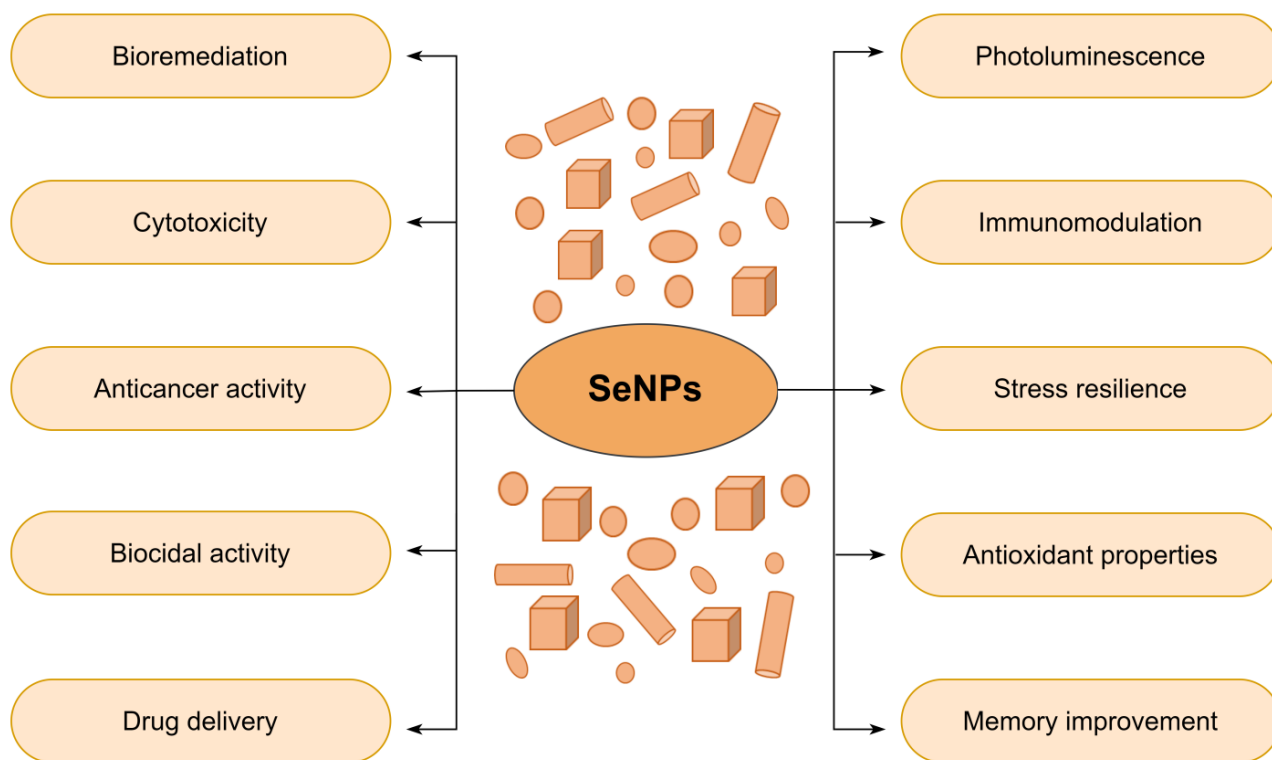 Bioremediation
Cytotoxicity
Anticancer activity
Biocidal activity
Drug delivery
SeNPs
Photoluminescence
Immunomodulation
Stress resilience
Antioxidant properties
Memory improvement